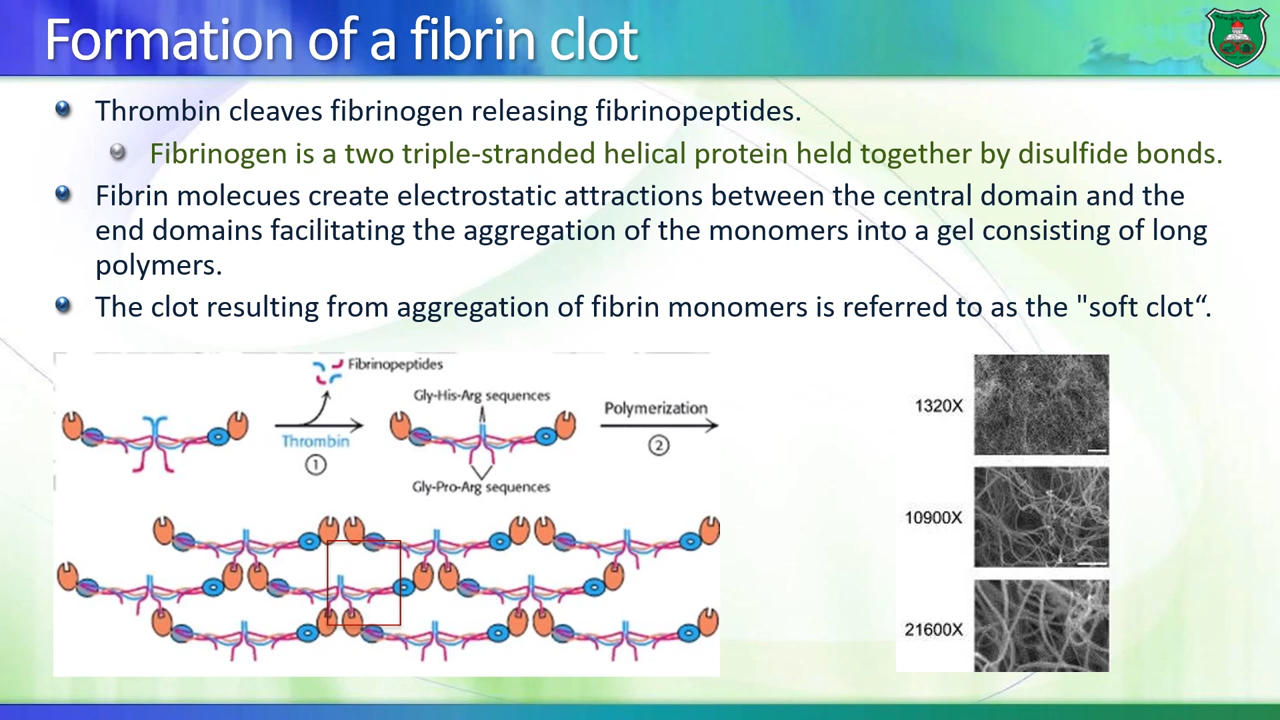 Formation of a fibrin clot
Thrombin cleaves fibrinogen releasing fibrinopeptides.
Fibrinogen is a two triple-stranded helical protein held together by disulfide bonds.
Fibrin molecues create electrostatic attractions between the central domain and the
end domains facilitating the aggregation of the monomers into a gel consisting of long
polymers.
The clot resulting from aggregation of fibrin monomers is referred to as the "soft clot“.
Fibrinopeptides
Gly-His-Arg sequences
Thrombin
①
Polymerization
②
Gly-Pro-Arg sequences
1320X
10900X
21600X